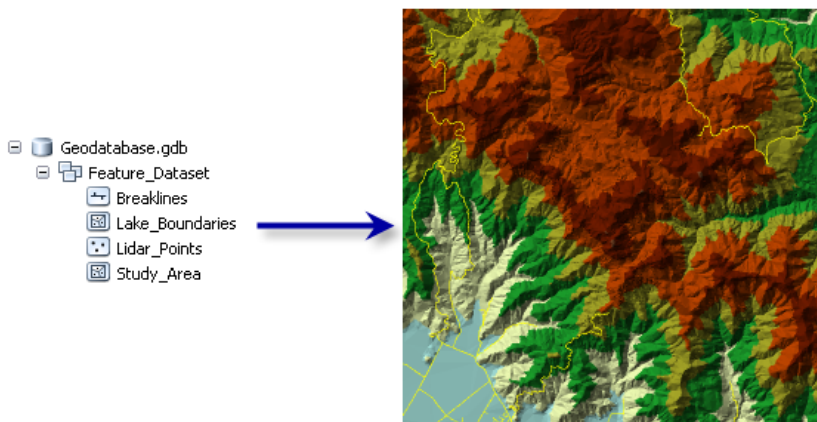 Geodatabase.gdb
Feature_Dataset
Breaklines
Lake_Boundaries
Lidar_Points
Study_Area